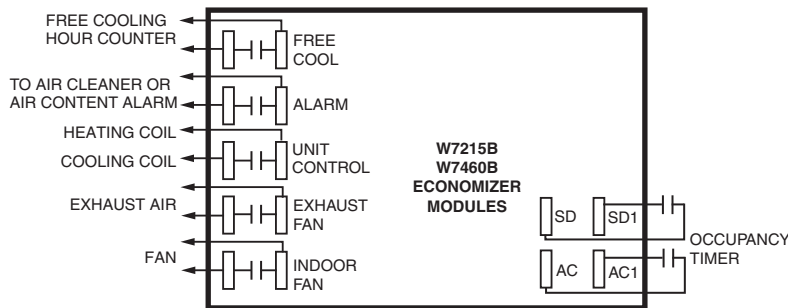 FREE COOLING
HOUR COUNTER
FREE
COOL
TO AIR CLEANER OR
AIR CONTENT ALARM
ALARM
HEATING COIL
COOLING COIL
UNIT
CONTROL
EXHAUST AIR
EXHAUST
FAN
FAN
INDOOR
FAN
W7215B
W7460B
ECONOMIZER
MODULES
SD
SD1
AC
AC1
OCCUPANCY
TIMER